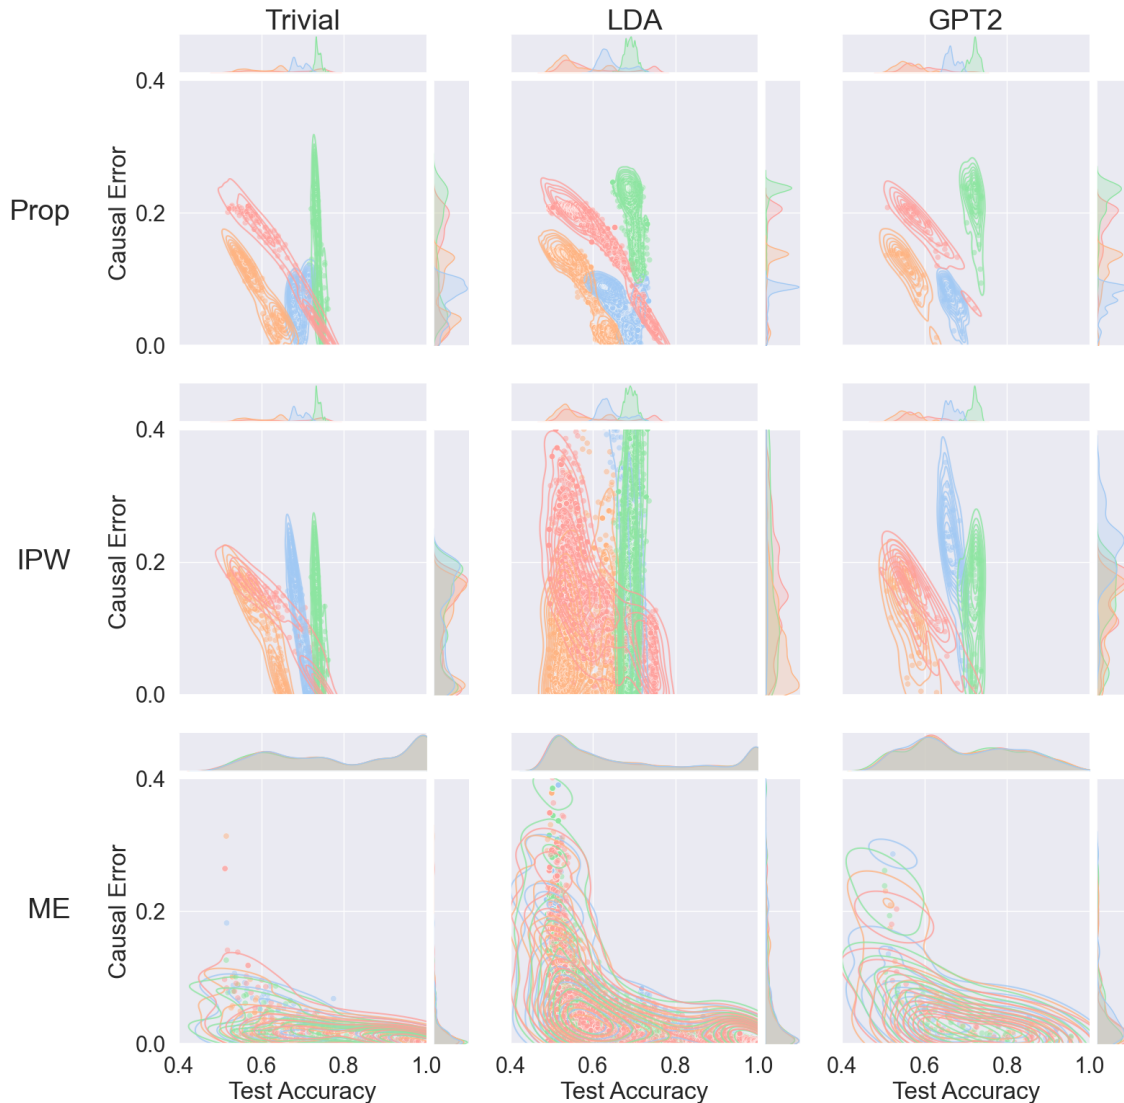 Trivial LDA GPT2
0.4
Causal Error
Prop
0.2
0.0
0.4
Causal Error
IPW
0.2
0.0
0.4
Causal Error
ME
0.2
0.0
0.4 0.6 0.8 1.0 0.4 0.6 0.8 1.0 0.4 0.6 0.8 1.0
Test Accuracy Test Accuracy Test Accuracy